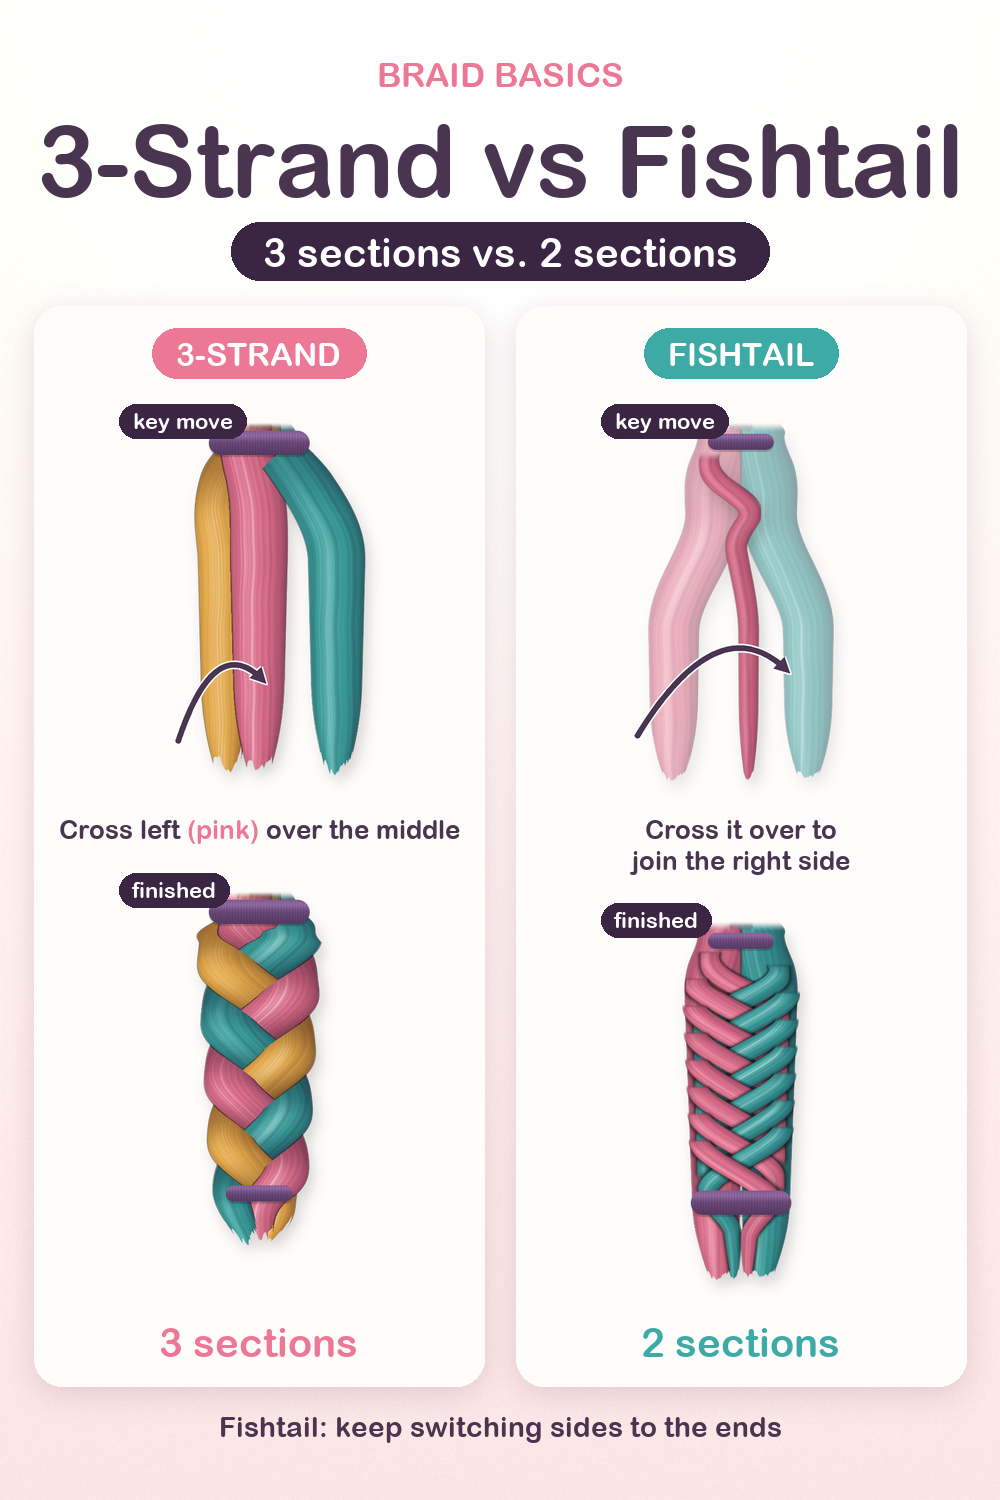 BRAID BASICS
3-Strand vs Fishtail
3 sections vs. 2 sections
3-STRAND
key move
Cross left (pink) over the middle
finished
3 sections
FISHTAIL
key move
Cross it over to
join the right side
finished
2 sections
Fishtail: keep switching sides to the ends